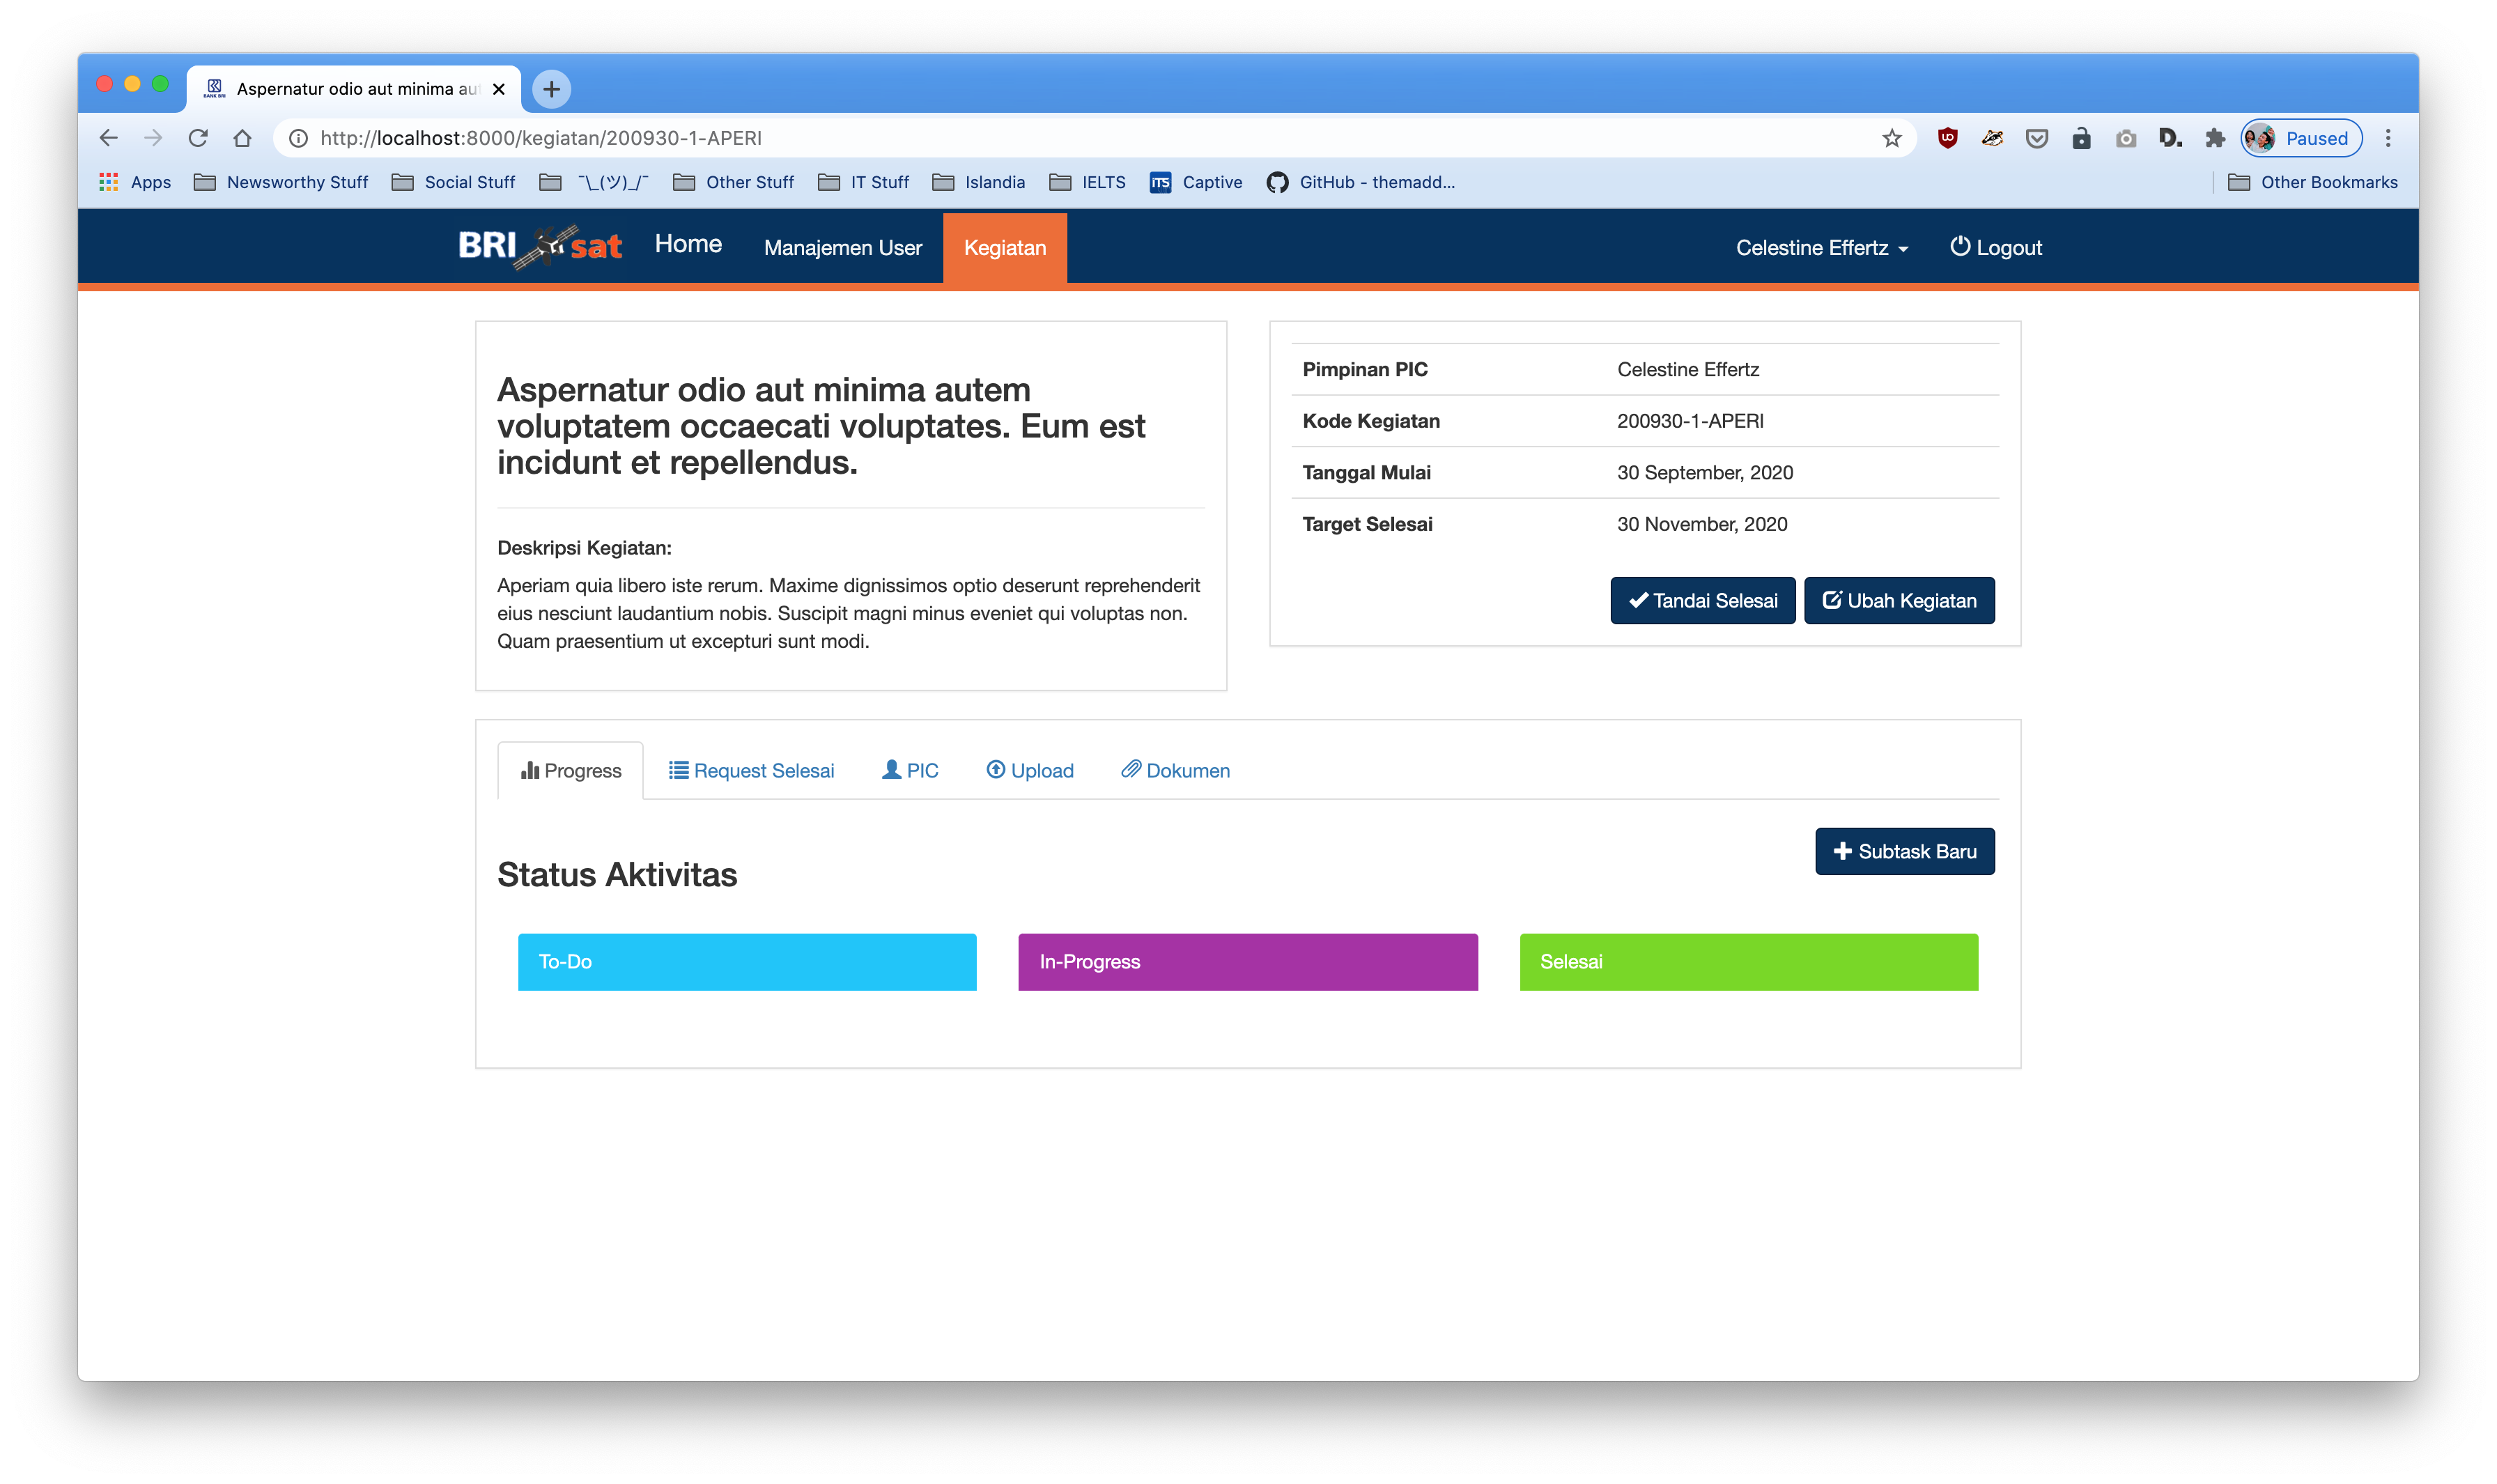 Aspernatur odio aut minima au
http://localhost:8000/kegiatan/200930-1-APERI
Paused
Apps
Newsworthy Stuff
Social Stuff
¯\_(ツ)_/¯
Other Stuff
IT Stuff
Islandia
IELTS
ITS
Captive
GitHub - themadd...
Other Bookmarks
BRI sat
Home
Manajemen User
Kegiatan
Celestine Effertz
Logout
Aspernatur odio aut minima autem
voluptatem occaecati voluptates. Eum est
incidunt et repellendus.
Deskripsi Kegiatan:
Aperiam quia libero iste rerum. Maxime dignissimos optio deserunt reprehenderit
eius nesciunt laudantium nobis. Suscipit magni minus eveniet qui voluptas non.
Quam praesentium ut excepturi sunt modi.
Pimpinan PIC Celestine Effertz
Kode Kegiatan 200930-1-APERI
Tanggal Mulai 30 September, 2020
Target Selesai 30 November, 2020
Tandai Selesai
Ubah Kegiatan
Progress
Request Selesai
PIC
Upload
Dokumen
Subtask Baru
Status Aktivitas
To-Do
In-Progress
Selesai